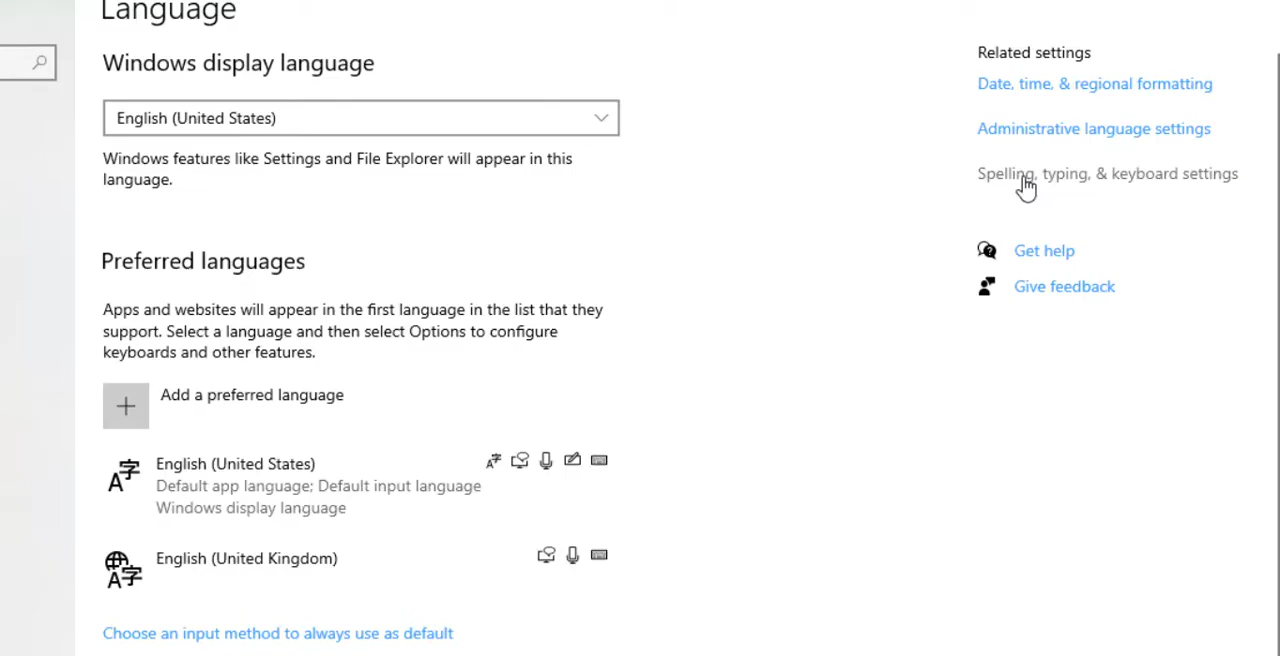 Language
Windows display language
English (United States)
Windows features like Settings and File Explorer will appear in this
language.
Preferred languages
Apps and websites will appear in the first language in the list that they
support. Select a language and then select Options to configure
keyboards and other features.
Add a preferred language
English (United States)
Default app language; Default input language
Windows display language
English (United Kingdom)
Choose an input method to always use as default
Related settings
Date, time, & regional formatting
Administrative language settings
Spelling, typing, & keyboard settings
Get help
Give feedback